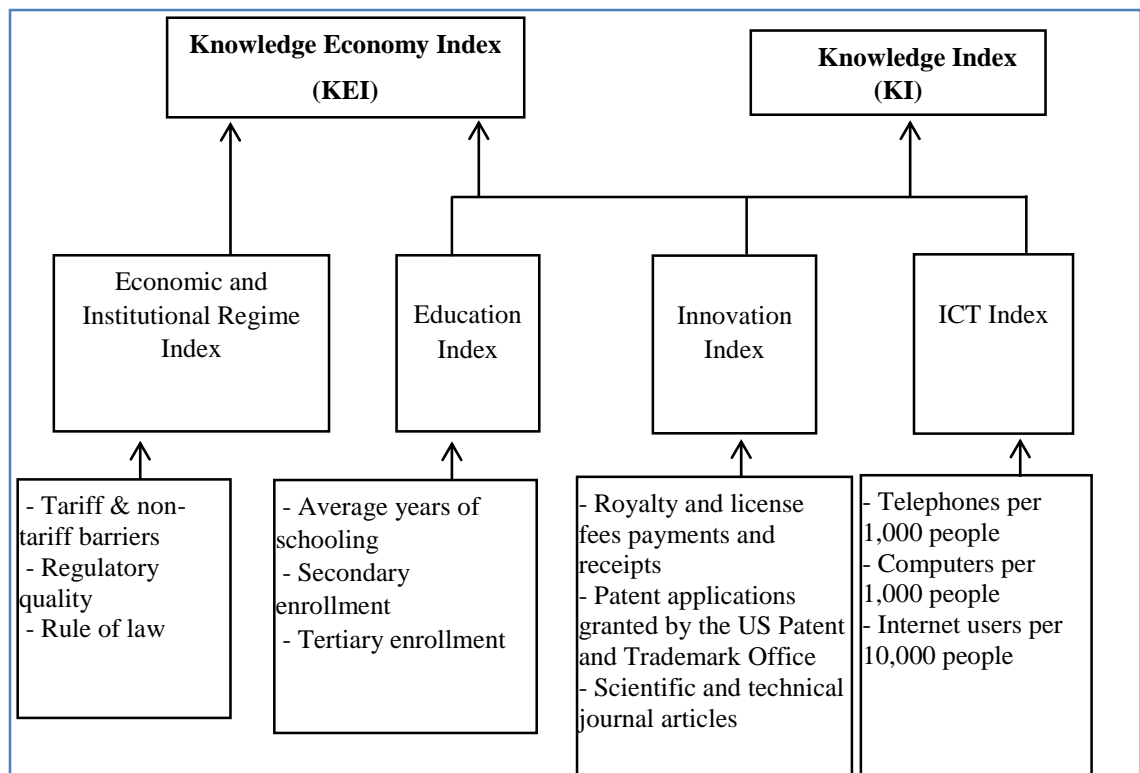 Knowledge Economy Index
(KEI)
Knowledge Index
(KI)
Economic and
Institutional Regime
Index
Education
Index
Innovation
Index
ICT Index
- Tariff & non-
tariff barriers
- Regulatory
quality
- Rule of law
- Average years of
schooling
- Secondary
enrollment
- Tertiary enrollment
- Royalty and license
fees payments and
receipts
- Patent applications
granted by the US Patent
and Trademark Office
- Scientific and technical
journal articles
- Telephones per
1,000 people
- Computers per
1,000 people
- Internet users per
10,000 people